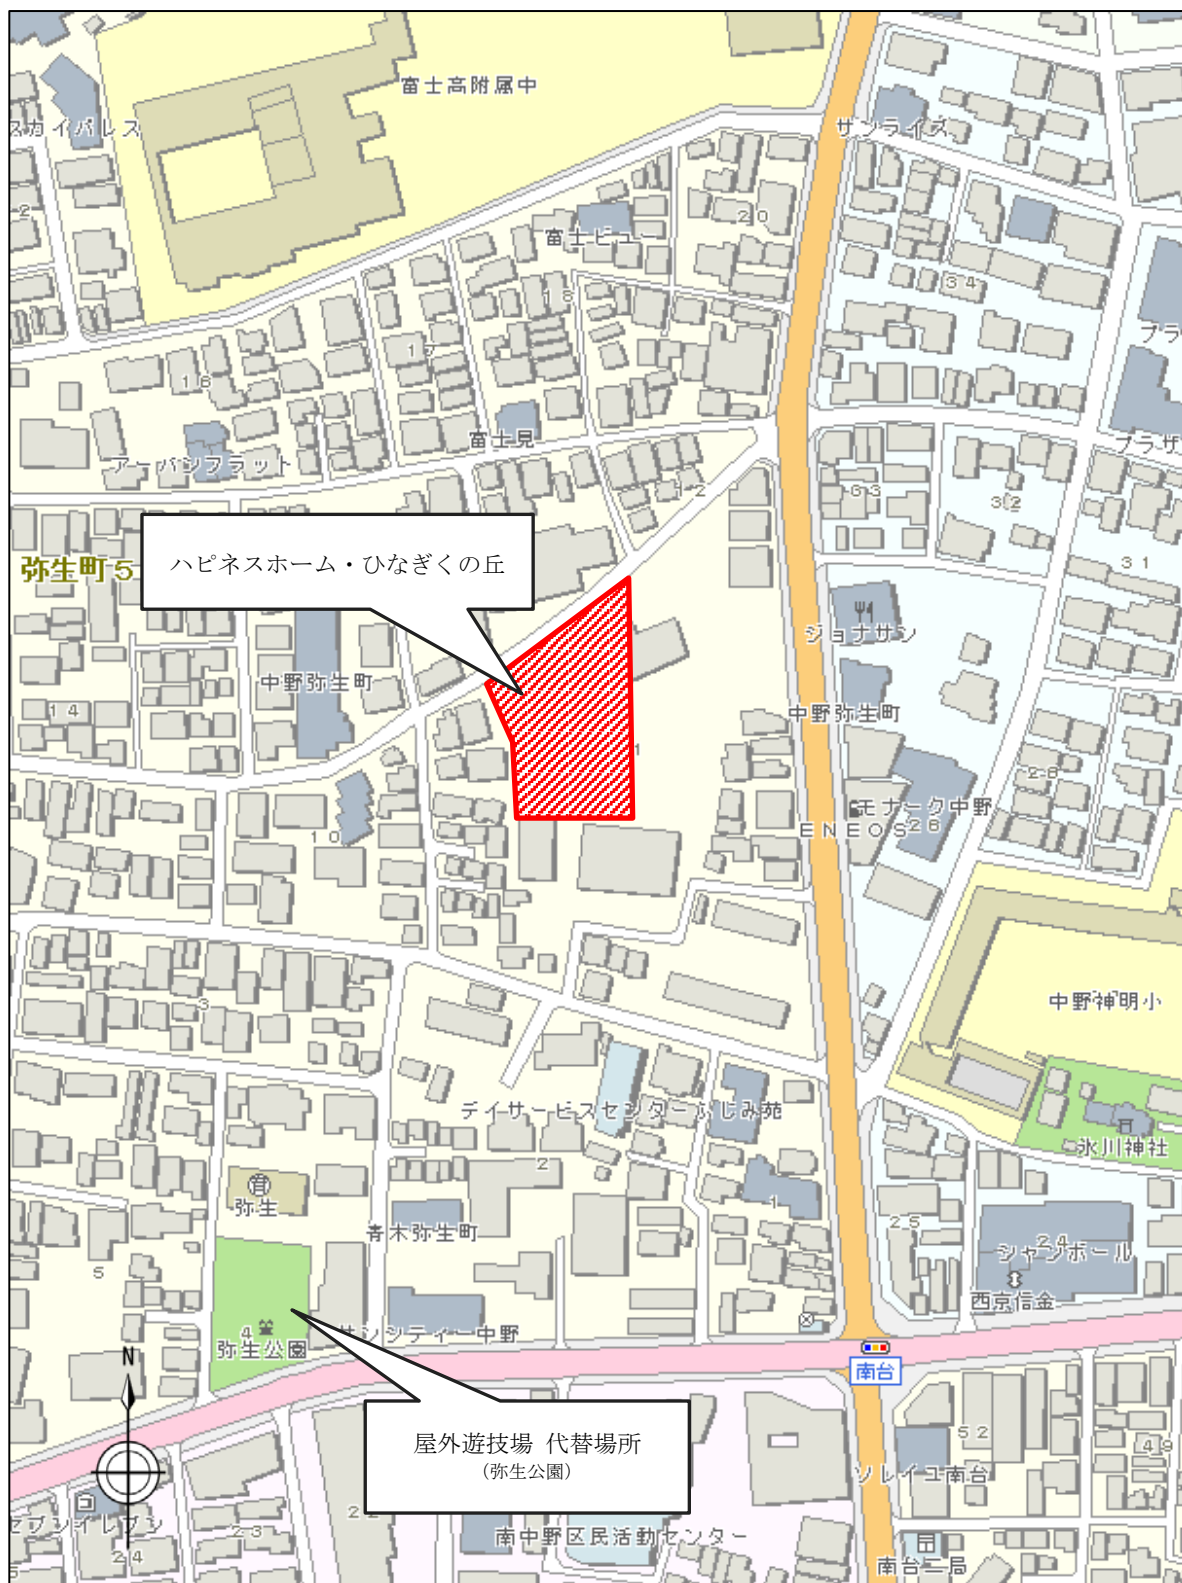 富士高附属中
スカイパレス
サンライズ
2
20
富士ビュー
34
18
プラ
17
16
富士見
プラザ
アーバンフラット
2
33
32
弥生町5
ハピネスホーム・ひなぎくの丘
31
ジョナサン
中野弥生町
14
中野弥生町
1
28
モナーク中野
ENEOS
26
10
3
中野神明小
デイサービスセンターふじみ苑
氷川神社
2
弥生
1
青木弥生町
25
24
シャンボール
5
西京信金
4
弥生公園
サンシティー中野
N
南台
屋外遊技場 代替場所
(弥生公園)
52
49
ソレイユ南台
セブンイレブン
22
23
南中野区民活動センター
24
南台二局
5